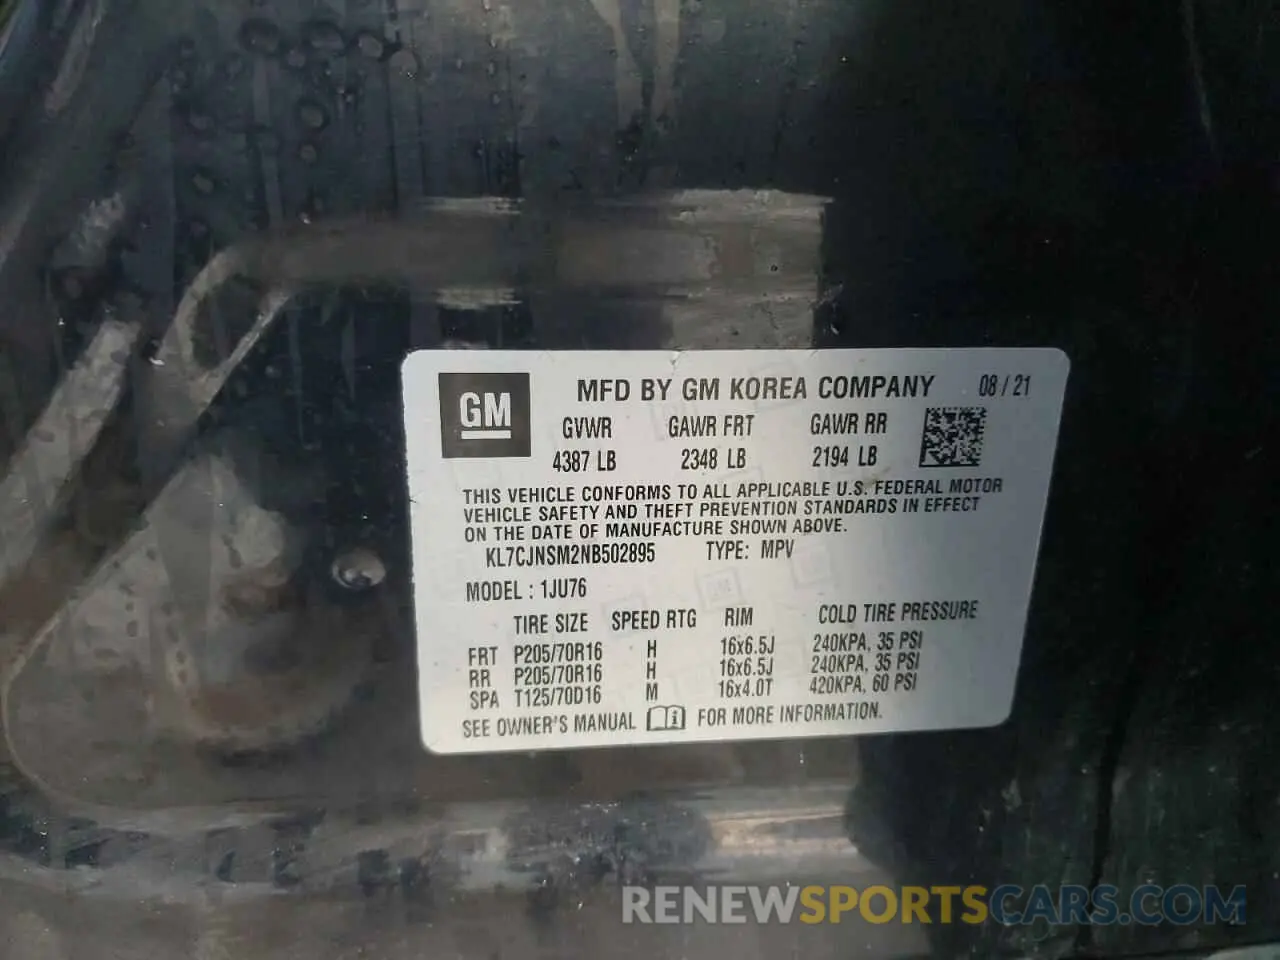 GM
MFD BY GM KOREA COMPANY 08 / 21
GVWR GAWR FRT GAWR RR
4387 LB 2348 LB 2194 LB
THIS VEHICLE CONFORMS TO ALL APPLICABLE U.S. FEDERAL MOTOR
VEHICLE SAFETY AND THEFT PREVENTION STANDARDS IN EFFECT
ON THE DATE OF MANUFACTURE SHOWN ABOVE.
KL7CJNSM2NB502895 TYPE: MPV
MODEL : 1JU76
TIRE SIZE SPEED RTG RIM COLD TIRE PRESSURE
FRT P205/70R16 H 16x6.5J 240KPA, 35 PSI
RR P205/70R16 H 16x6.5J 240KPA, 35 PSI
SPA T125/70D16 M 16x4.0T 420KPA, 60 PSI
SEE OWNER'S MANUAL FOR MORE INFORMATION.
RENEWSPORTSCARS.COM